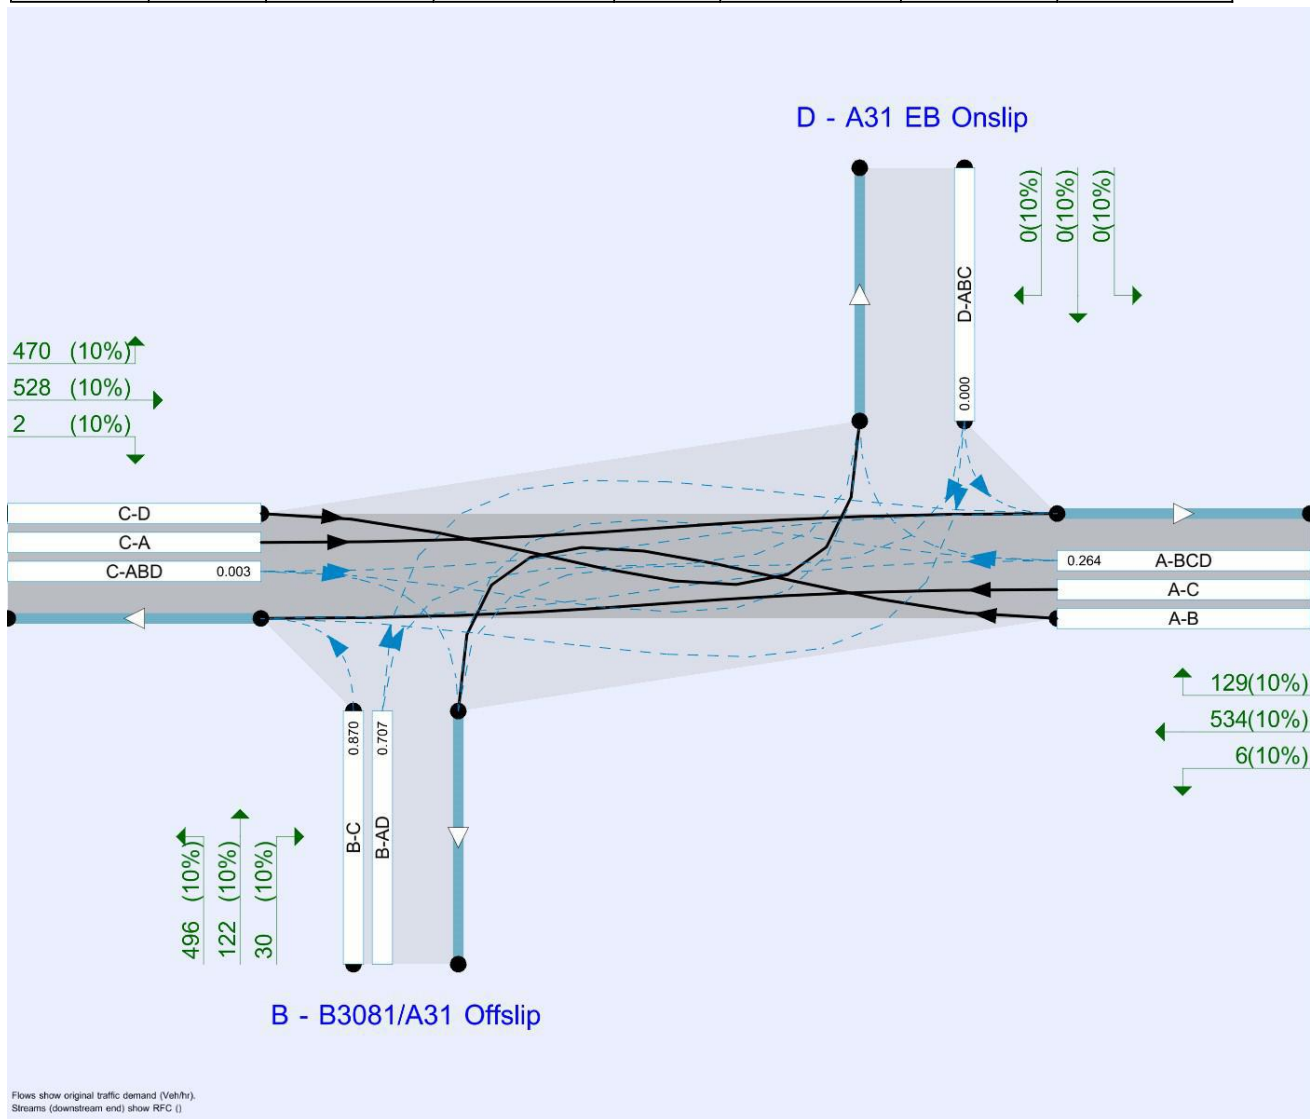 D - A31 EB Onslip
0(10%)
0(10%)
0(10%)
D-ABC
0.000
470 (10%)
528 (10%)
2 (10%)
C-D
C-A
C-ABD 0.003
0.264 A-BCD
A-C
A-B
129(10%)
534(10%)
6(10%)
0.870
B-C
0.707
B-AD
496 (10%)
122 (10%)
30 (10%)
B - B3081/A31 Offslip
Flows show original traffic demand (Veh/hr).
Streams (downstream end) show RFC ()